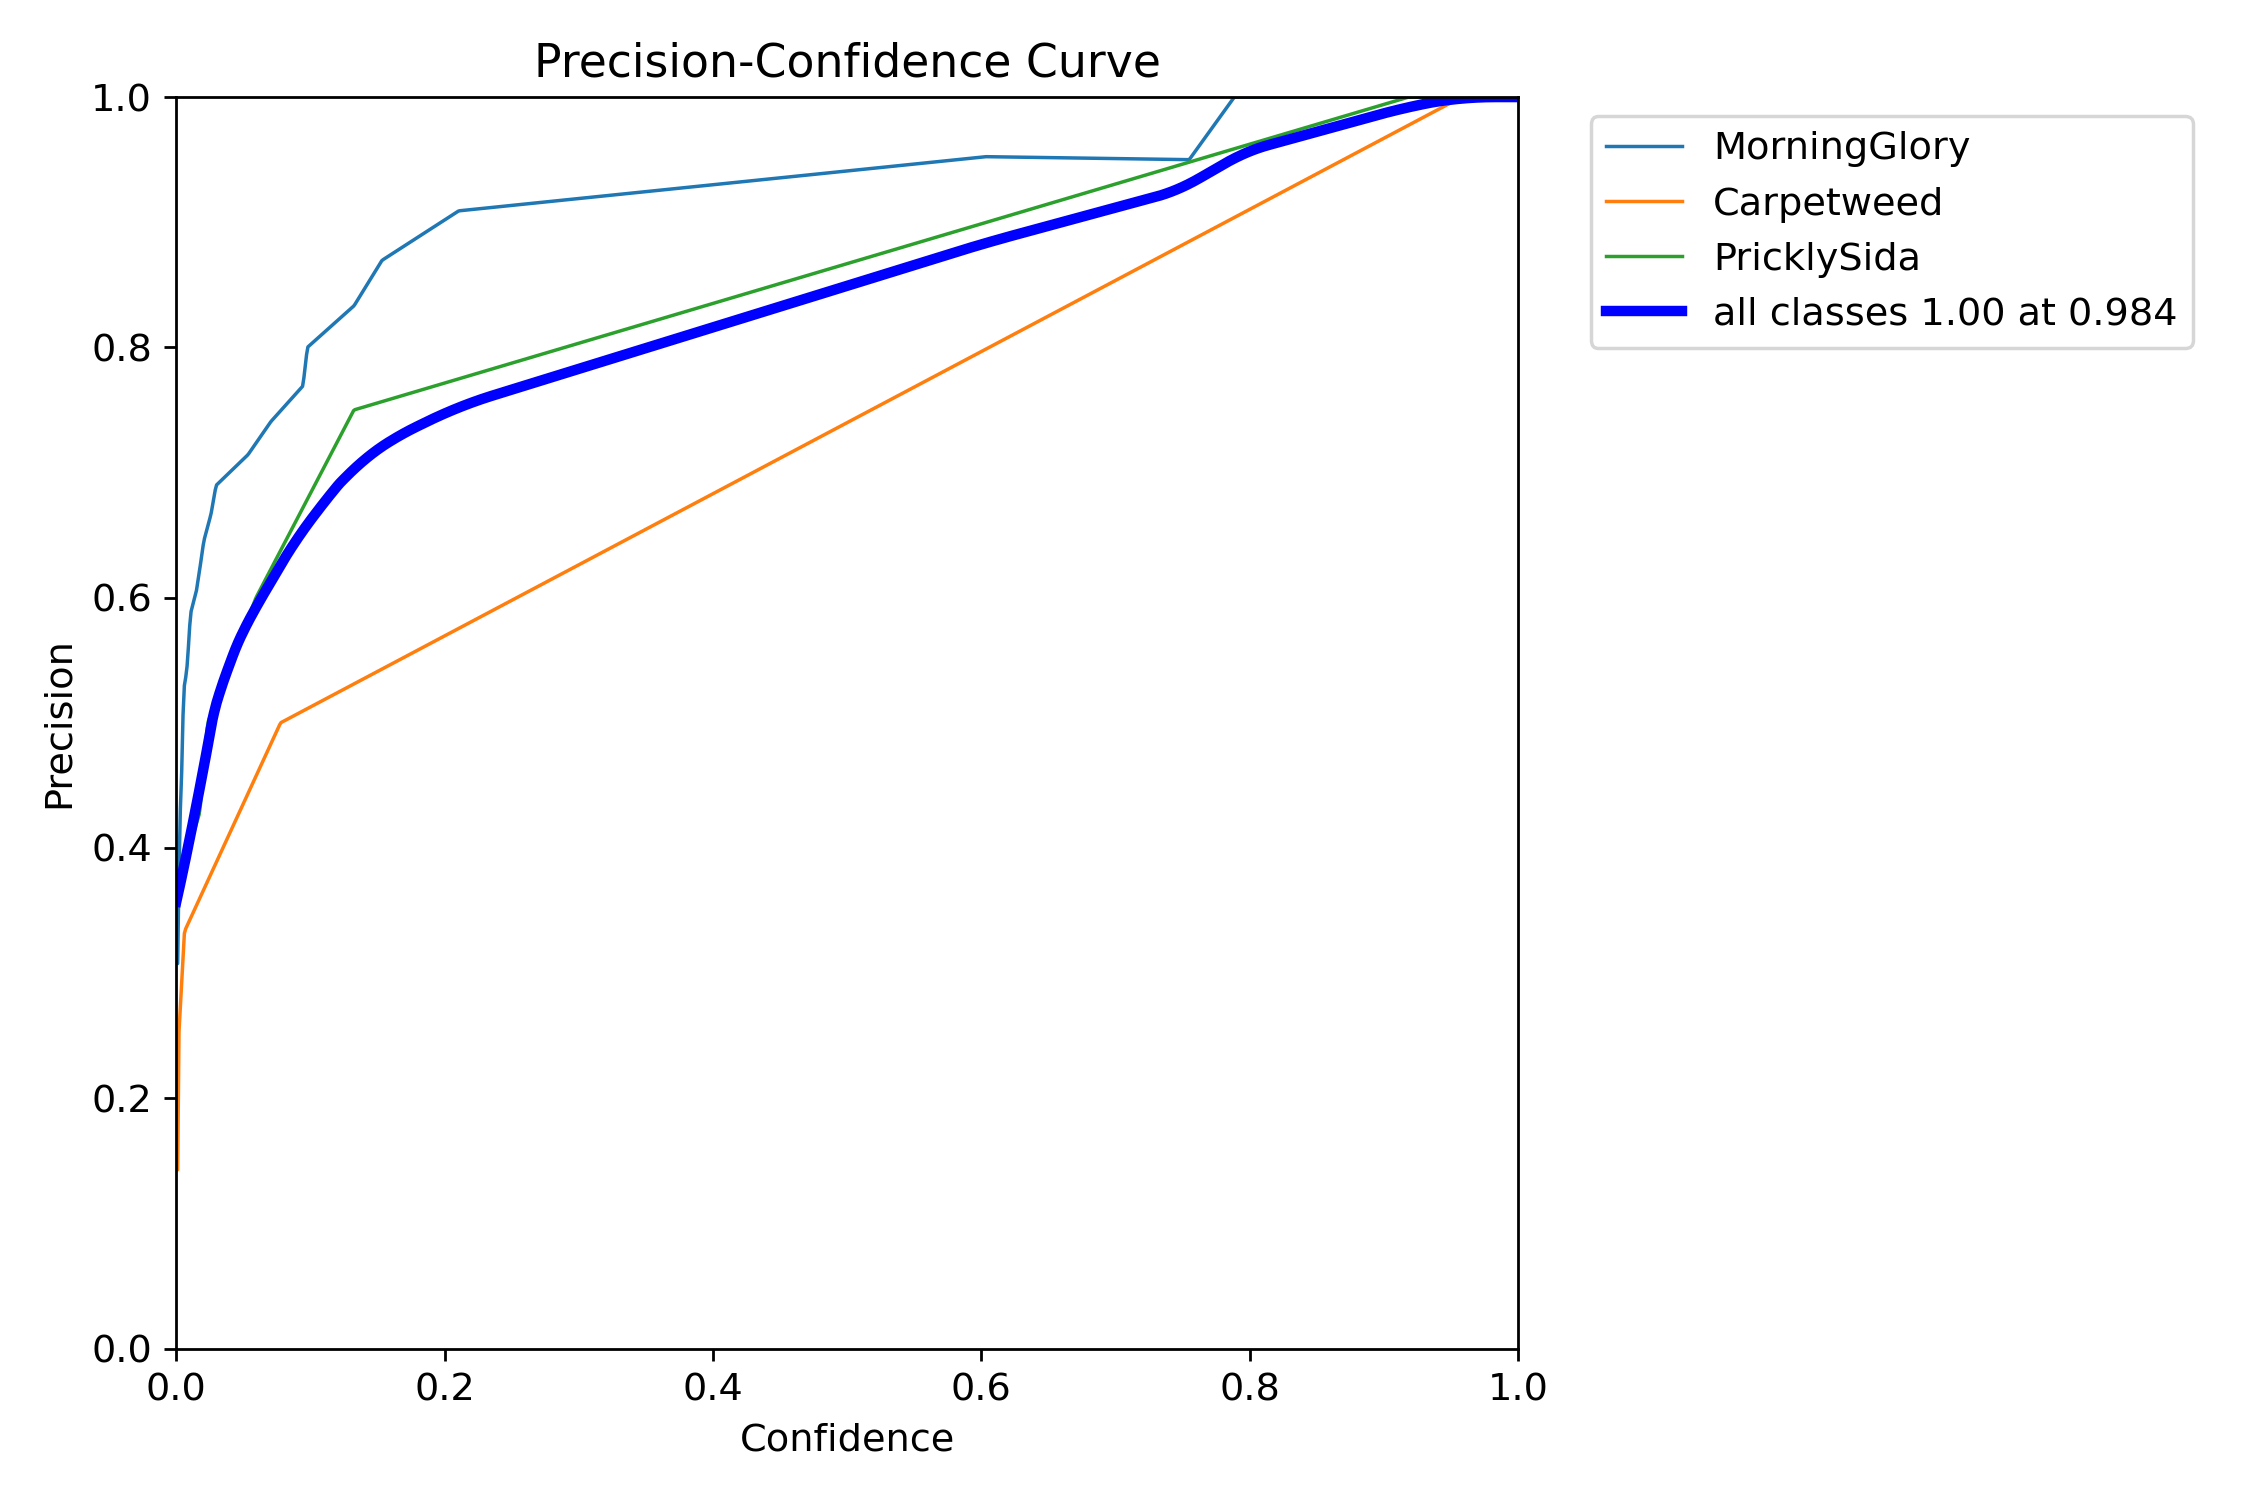 Precision-Confidence Curve
1.0
0.8
0.6
0.4
0.2
0.0
Precision
0.0 0.2 0.4 0.6 0.8 1.0
Confidence
MorningGlory
Carpetweed
PricklySida
all classes 1.00 at 0.984